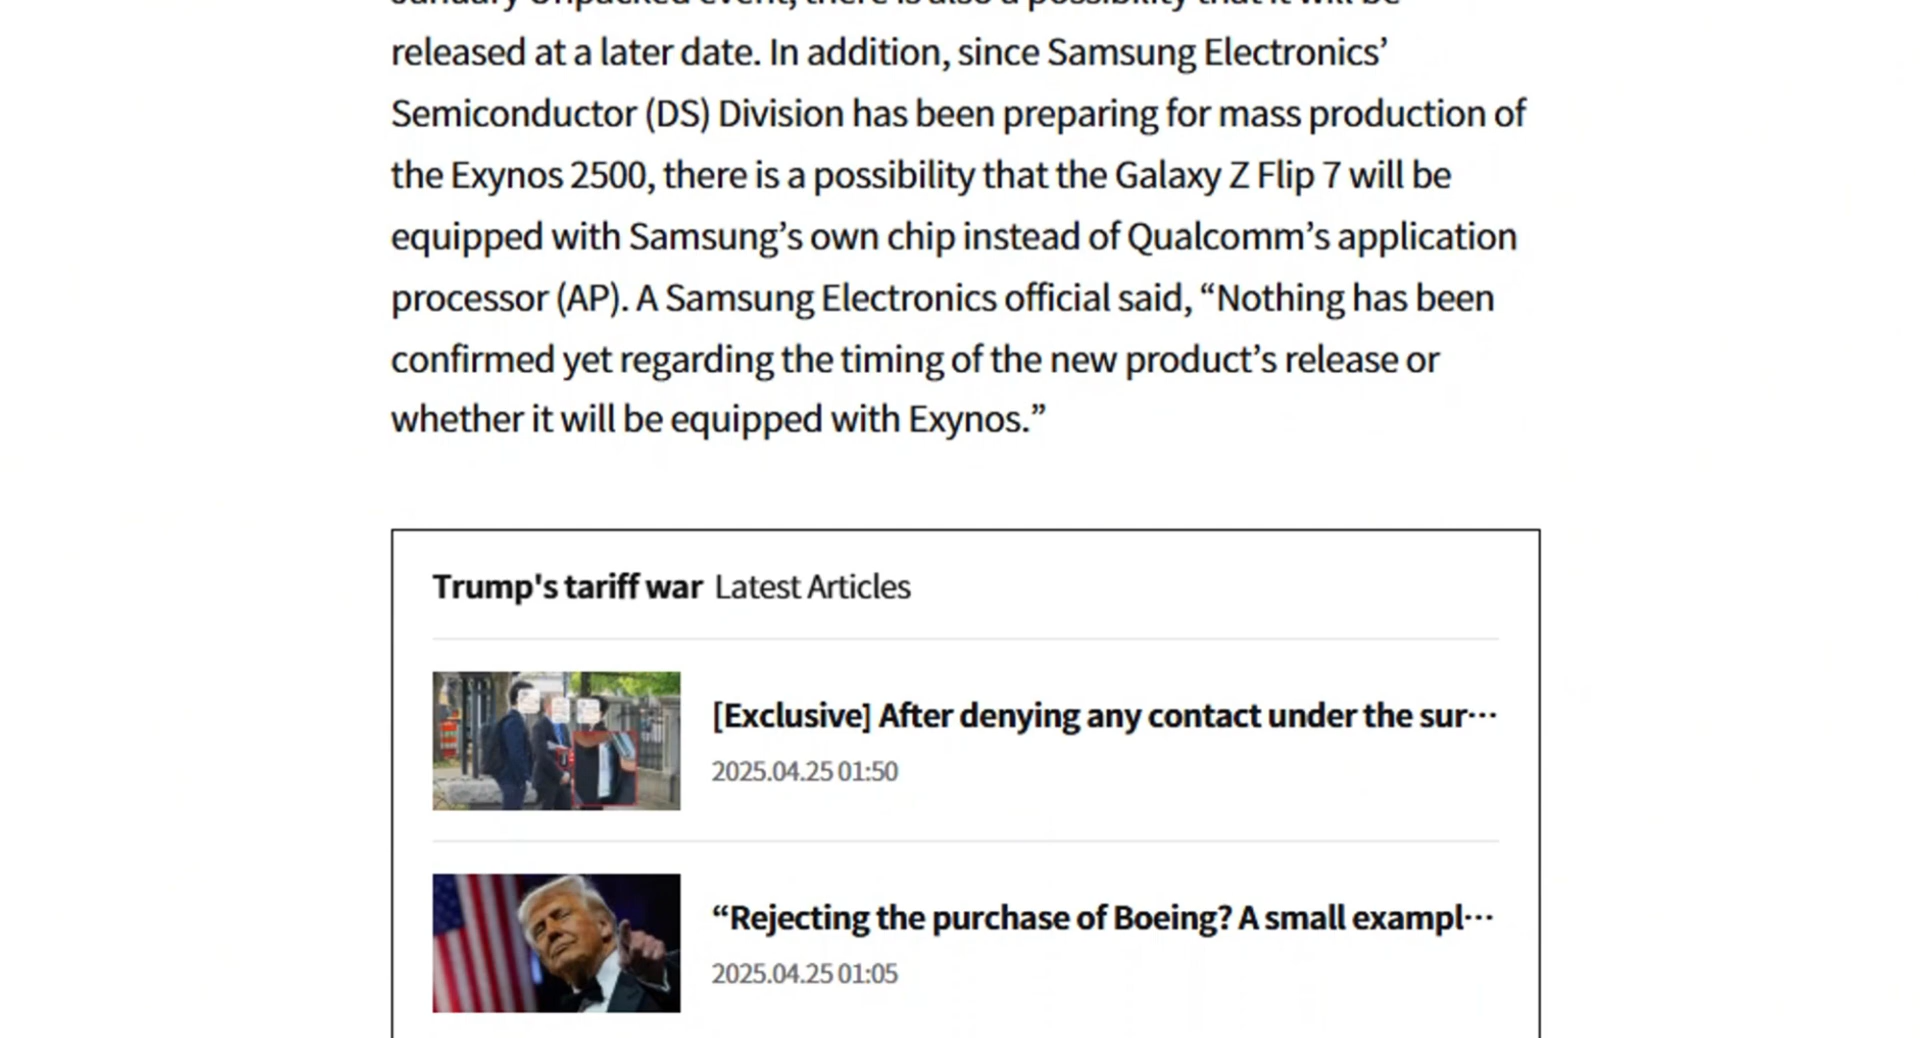 released at a later date. In addition, since Samsung Electronics’
Semiconductor (DS) Division has been preparing for mass production of
the Exynos 2500, there is a possibility that the Galaxy Z Flip 7 will be
equipped with Samsung’s own chip instead of Qualcomm’s application
processor (AP). A Samsung Electronics official said, “Nothing has been
confirmed yet regarding the timing of the new product’s release or
whether it will be equipped with Exynos.”
Trump's tariff war Latest Articles
[Exclusive] After denying any contact under the sur···
2025.04.25 01:50
“Rejecting the purchase of Boeing? A small exampl···
2025.04.25 01:05